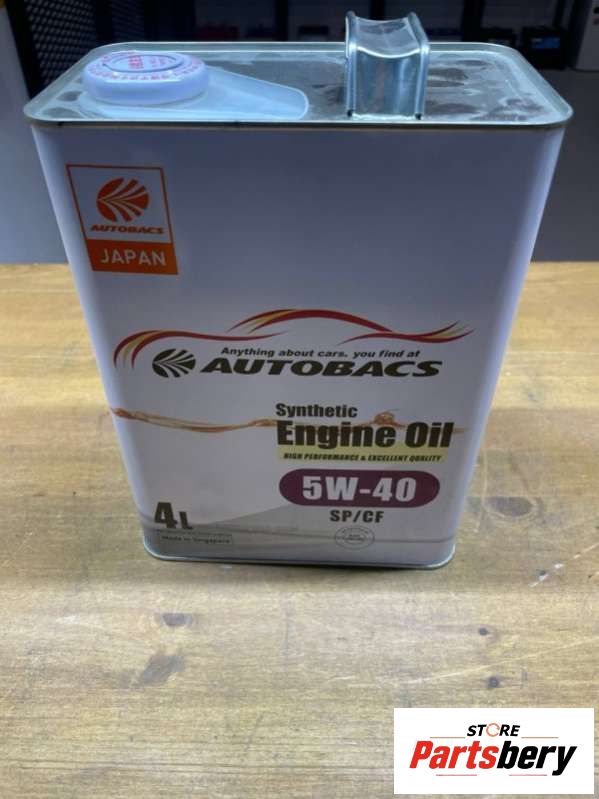 AUTOBACS
JAPAN
Anything about cars, you find at
AUTOBACS
Synthetic
Engine Oil
HIGH PERFORMANCE & EXCELLENT QUALITY
5W-40
SP/CF
4L
Made in Singapore
STORE
Partsbery